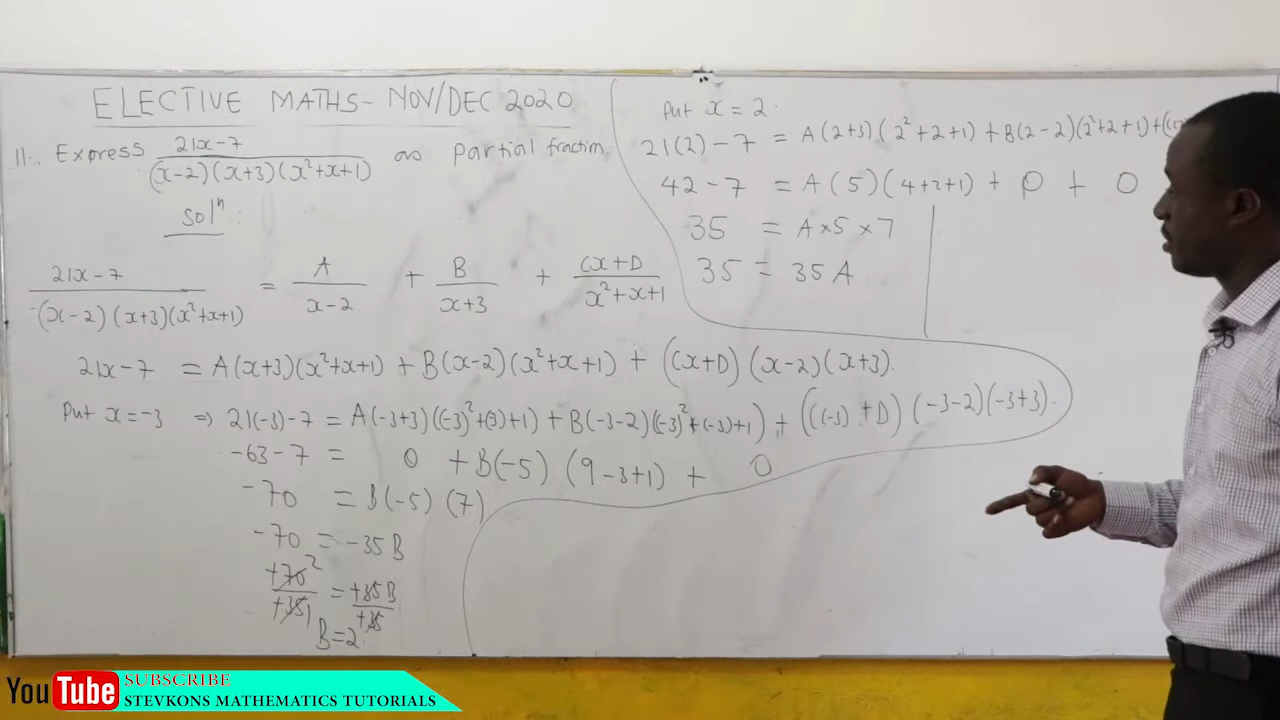 ELECTIVE MATHS- NOV/DEC 2020
11. Express 21x-7 / (x-2)(x+3)(x²+x+1) as partial fraction
solⁿ:
21x-7 / (x-2)(x+3)(x²+x+1) = A / x-2 + B / x+3 + Cx+D / x²+x+1
21x-7 = A(x+3)(x²+x+1) + B(x-2)(x²+x+1) + (Cx+D)(x-2)(x+3).
Put x=-3 ⇒ 21(-3)-7 = A(-3+3)((-3)²+(-3)+1) + B(-3-2)((-3)²+(-3)+1) + (C(-3)+D)(-3-2)(-3+3).
-63-7 = 0 + B(-5)(9-3+1) + 0
-70 = B(-5)(7)
-70 = -35B
+70 2 / +35 1 = +35B / +35
B=2
Put x=2.
21(2)-7 = A(2+3)(2²+2+1) + B(2-2)(2²+2+1)+
42-7 = A(5)(4+2+1) + 0 + 0
35 = A×5×7
35 = 35A
YouTube
SUBSCRIBE
STEVKONS MATHEMATICS TUTORIALS